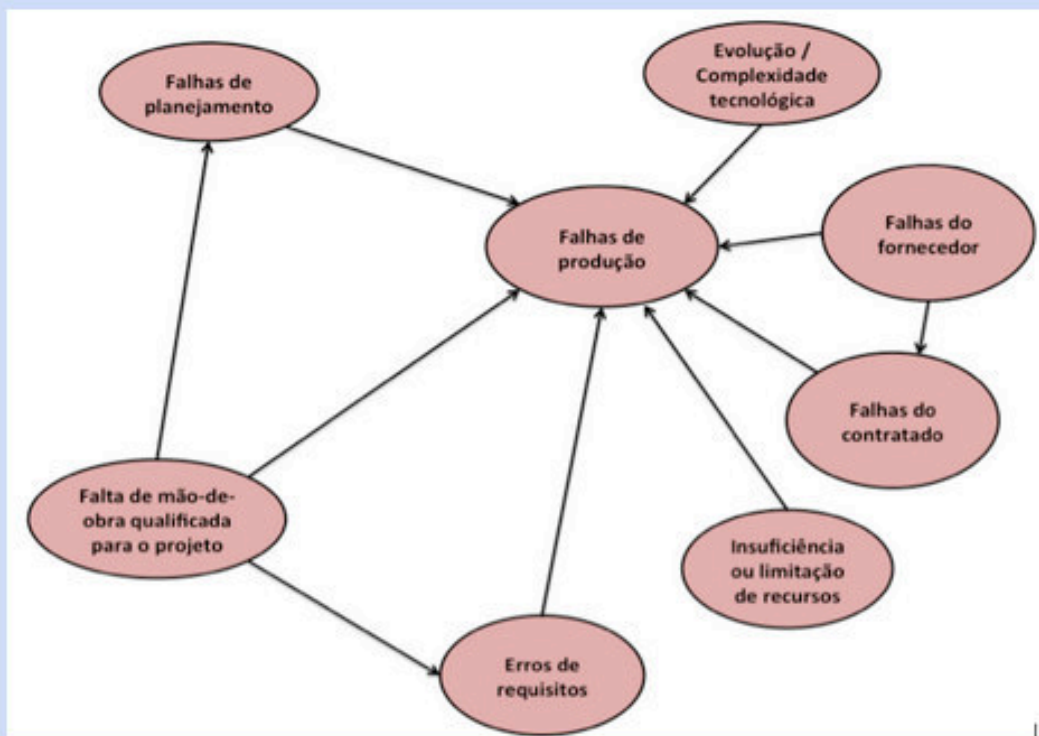 Falhas de
planejamento
Evolução /
Complexidade
tecnológica
Falhas de
produção
Falhas do
fornecedor
Falhas do
contratado
Falta de mão-de-
obra qualificada
para o projeto
Insuficiência
ou limitação
de recursos
Erros de
requisitos